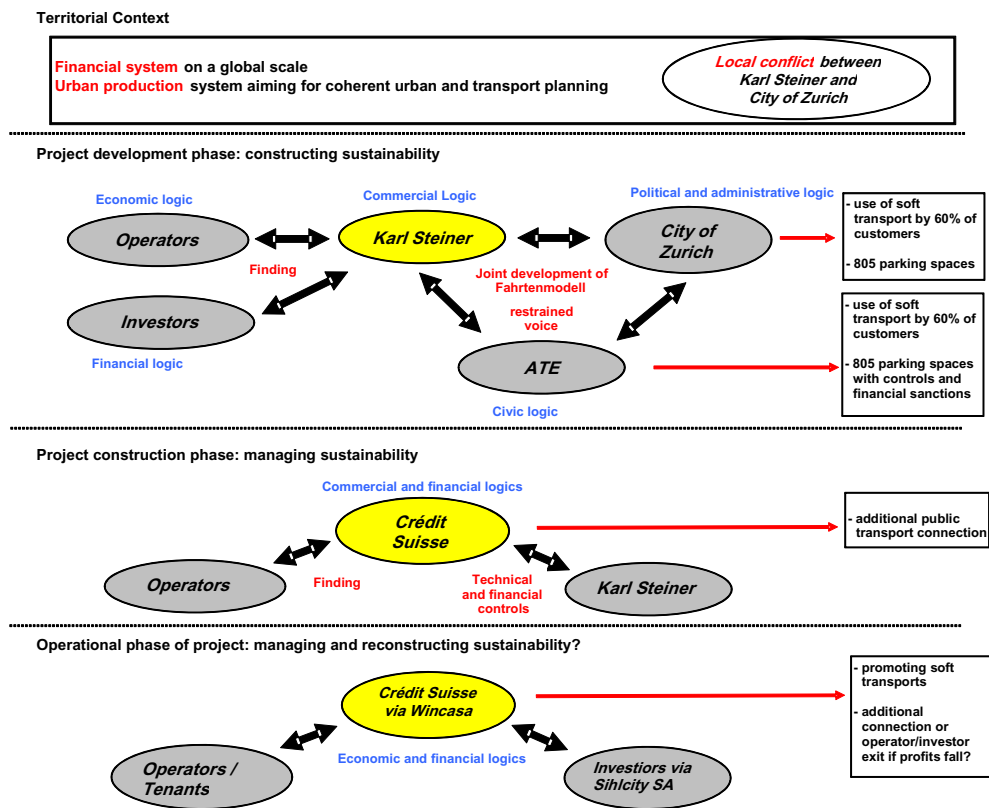 Territorial Context
Financial system on a global scale
Urban production system aiming for coherent urban and transport planning
Local conflict between
Karl Steiner and
City of Zurich
Project development phase: constructing sustainability
Economic logic
Commercial Logic
Political and administrative logic
Operators
Karl Steiner
City of
Zurich
- use of soft
transport by 60% of
customers
- 805 parking spaces
Finding
Joint development of
Fahrtenmodell
Investors
restrained
voice
Financial logic
ATE
Civic logic
- use of soft
transport by 60% of
customers
- 805 parking spaces
with controls and
financial sanctions
Project construction phase: managing sustainability
Commercial and financial logics
Crédit
Suisse
- additional public
transport connection
Operators
Finding
Technical
and financial
controls
Karl Steiner
Operational phase of project: managing and reconstructing sustainability?
Crédit Suisse
via Wincasa
- promoting soft
transports
- additional
connection or
operator/investor
exit if profits fall?
Economic and financial logics
Operators /
Tenants
Investiors via
Sihlcity SA